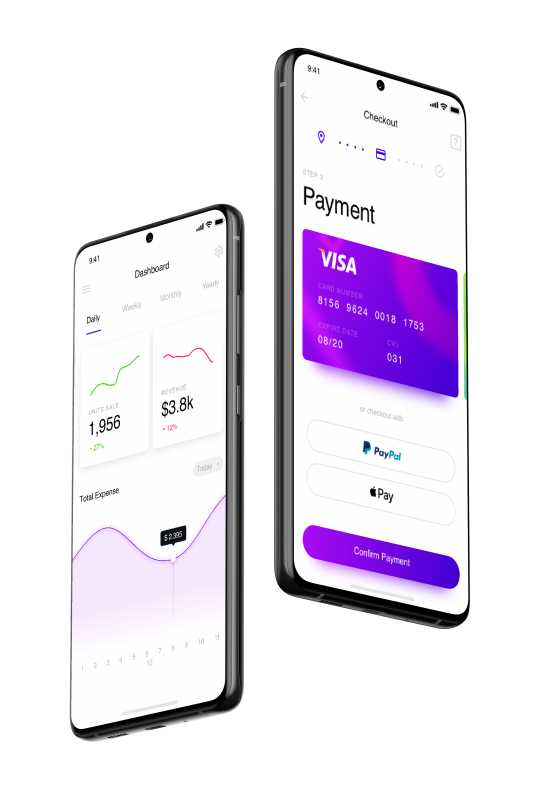 9:41
Dashboard
Daily
Weekly
Monthly
Yearly
UNITS SALE
1,956
27%
REVENUE
$3.8k
12%
Today
Total Expense
$ 2.395
1 2 3 4 5 6 7 8 9 10 11
12
9:41
Checkout
?
STEP 2
Payment
VISA
CARD NUMBER
8156 9624 0018 1753
EXPIRE DATE
CVV
08/20
031
or checkout with
PayPal
Pay
Confirm Payment